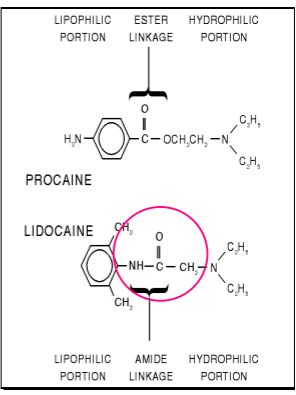 LIPOPHILIC ESTER HYDROPHILIC
PORTION LINKAGE PORTION
O
H₂N C OCH₂CH₂ N C₂H₅
C₂H₅
PROCAINE
LIDOCAINE CH₃ O
NH C CH₂ N C₂H₅
C₂H₅
CH₃
LIPOPHILIC AMIDE HYDROPHILIC
PORTION LINKAGE PORTION